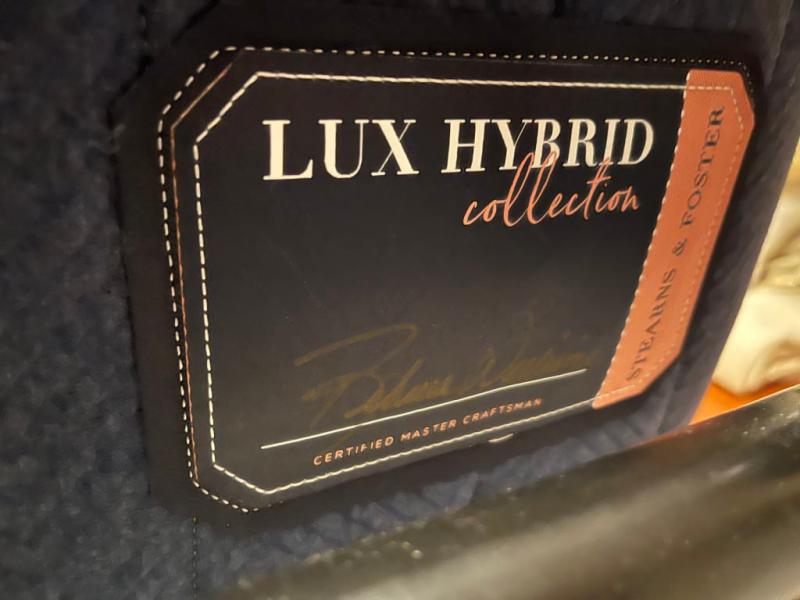 LUX HYBRID
collection
CERTIFIED MASTER CRAFTSMAN
STEARNS & FOSTER